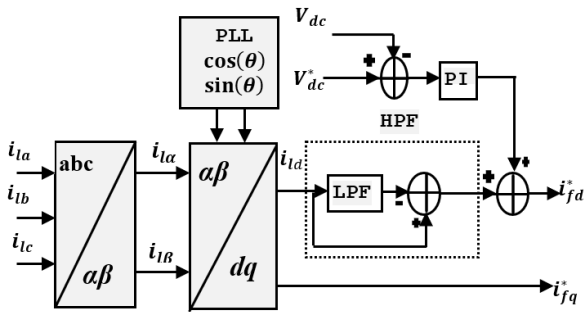 V_dc
PLL
cos(θ)
sin(θ)
V*_dc
PI
HPF
i_la
i_lb
i_lc
abc
αβ
i_lα
i_lβ
αβ
dq
i_ld
LPF
i*_fd
i*_fq